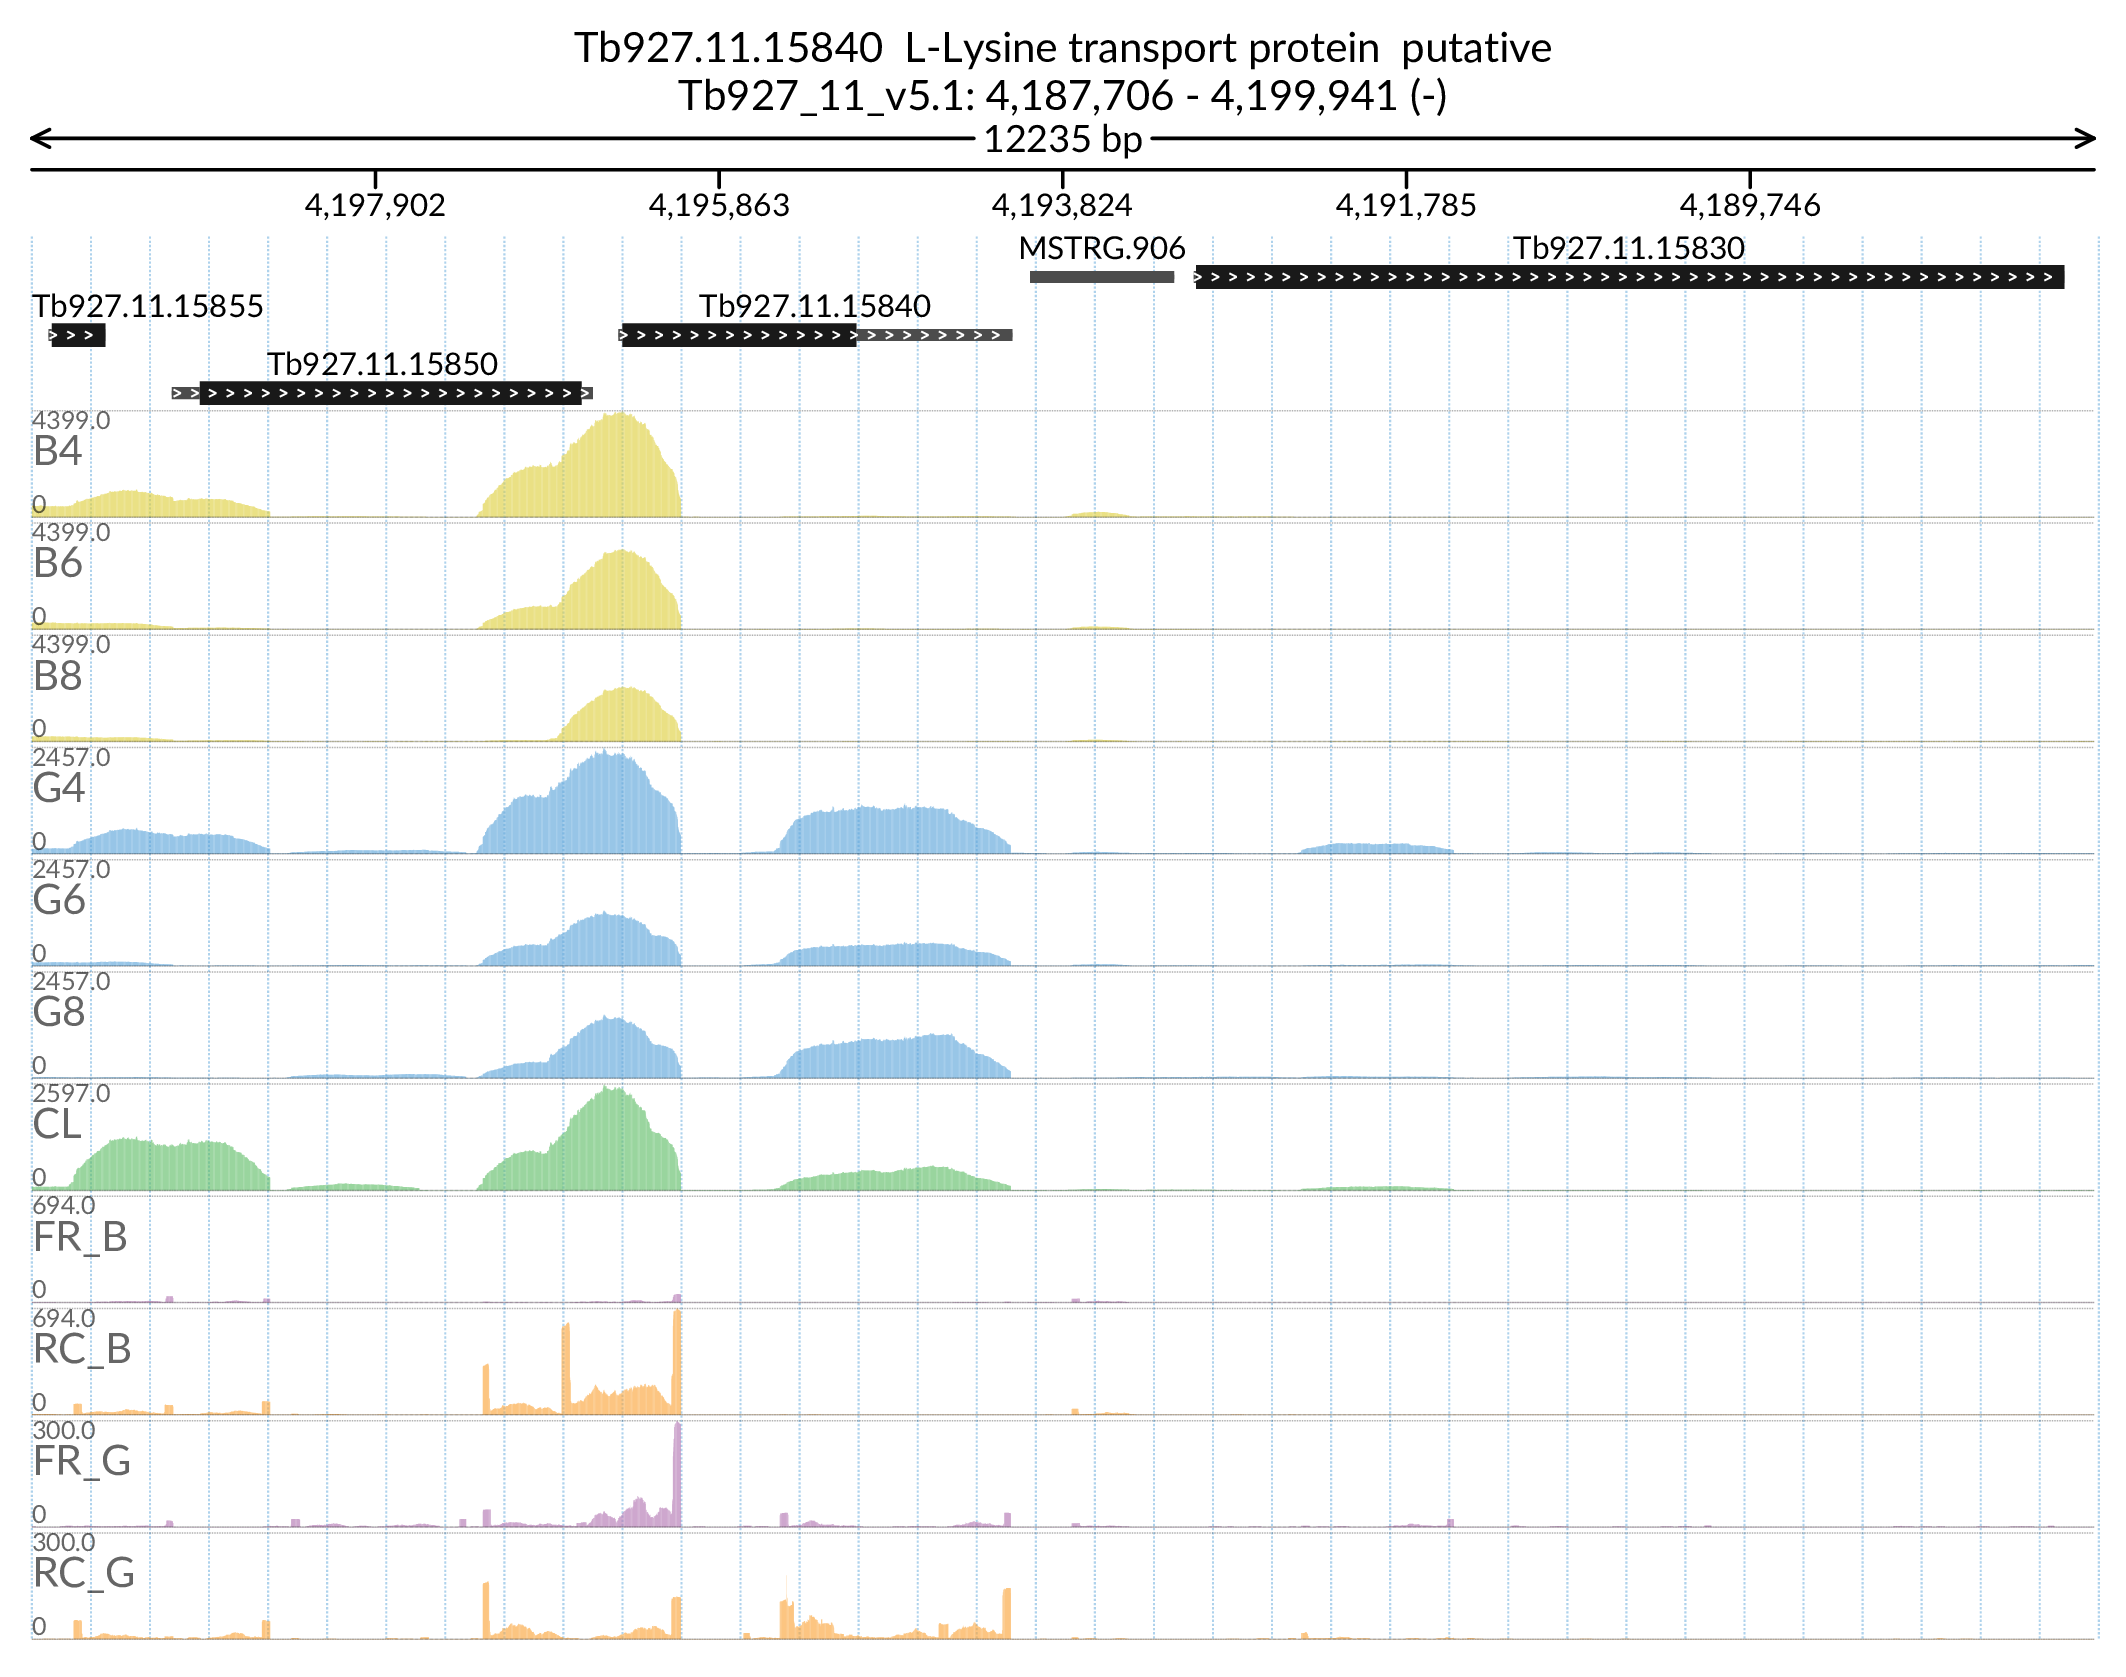 Tb927.11.15840  L-Lysine transport protein  putative
Tb927_11_v5.1: 4,187,706 - 4,199,941 (-)
12235 bp
4,197,902 4,195,863 4,193,824 4,191,785 4,189,746
MSTRG.906 Tb927.11.15830
Tb927.11.15855 Tb927.11.15840
Tb927.11.15850
4399.0
B4
0
4399.0
B6
0
4399.0
B8
0
2457.0
G4
0
2457.0
G6
0
2457.0
G8
0
2597.0
CL
0
694.0
FR_B
0
694.0
RC_B
0
300.0
FR_G
0
300.0
RC_G
0